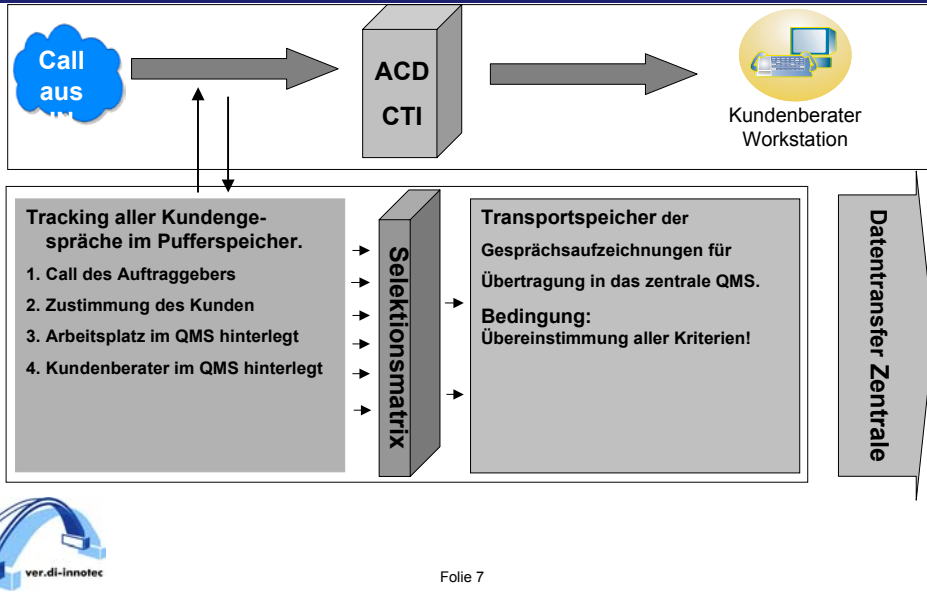 Call
aus
IN
ACD
CTI
Kundenberater
Workstation
Tracking aller Kundenge-
spräche im Pufferspeicher.
1. Call des Auftraggebers
2. Zustimmung des Kunden
3. Arbeitsplatz im QMS hinterlegt
4. Kundenberater im QMS hinterlegt
Selektionsmatrix
Transportspeicher der
Gesprächsaufzeichnungen für
Übertragung in das zentrale QMS.
Bedingung:
Übereinstimmung aller Kriterien!
Datentransfer Zentrale
ver.di-innotec
Folie 7